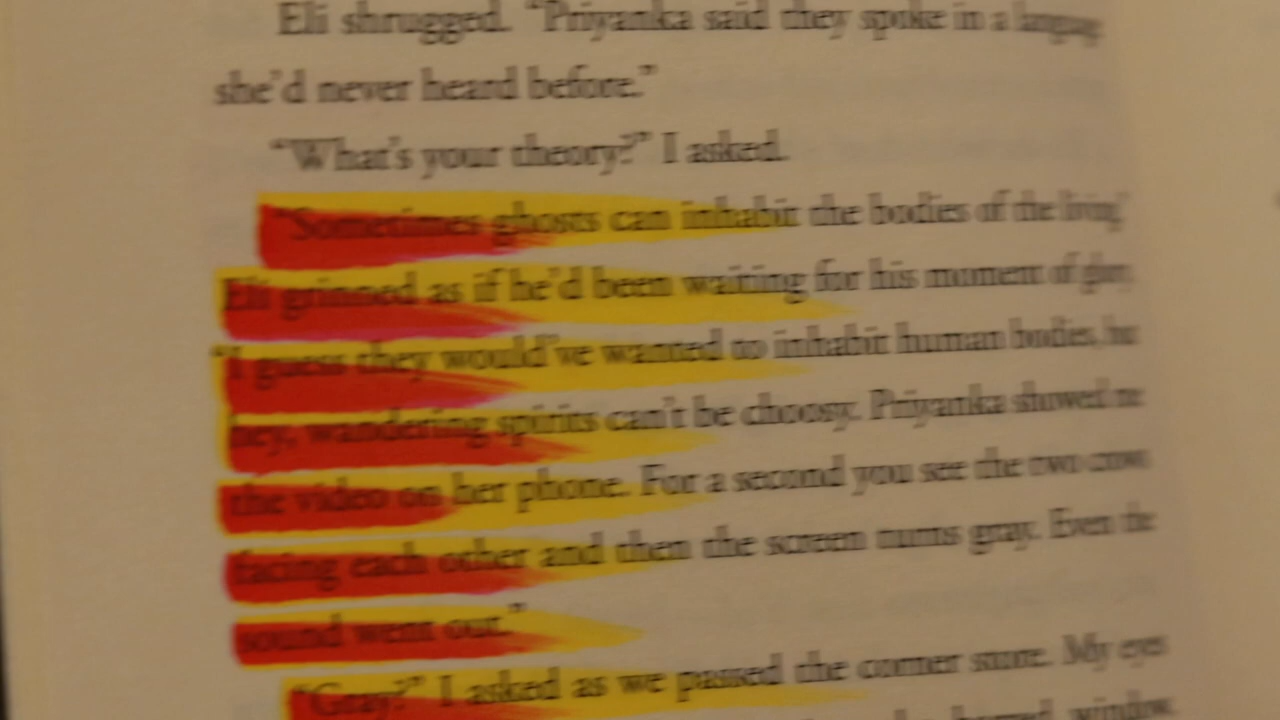 Eli shrugged. “Priyanka said they spoke in a language
she’d never heard before.”
“What’s your theory?” I asked.
“Sometimes ghosts can inhabit the bodies of the living.”
Eli grinned as if he’d been waiting for his moment of glory.
“I guess they would’ve wanted to inhabit human bodies, but
hey, wandering spirits can’t be choosy. Priyanka showed me
the video on her phone. For a second you see the two crows
facing each other and then the screen turns gray. Even the
sound went out.”
“Gray?” I asked as we passed the corner store. My eyes
barred window